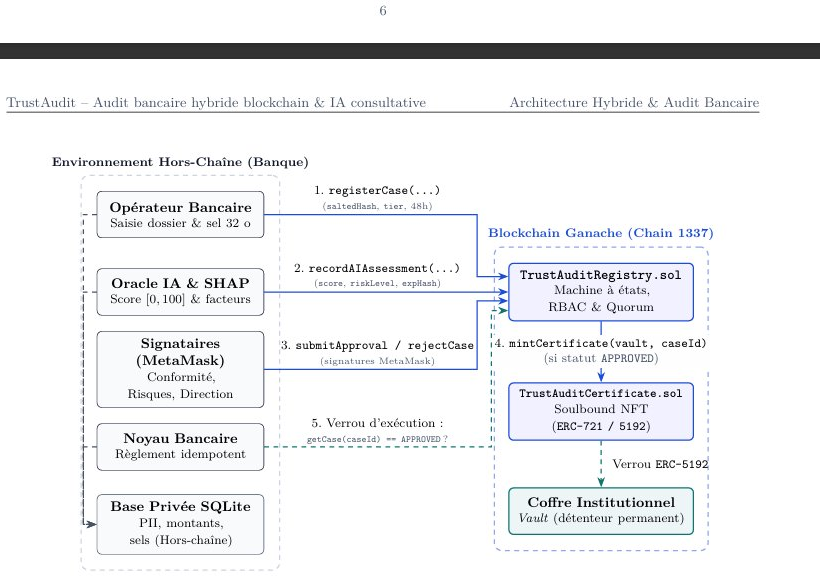 6
TrustAudit – Audit bancaire hybride blockchain & IA consultative
Architecture Hybride & Audit Bancaire
Environnement Hors-Chaîne (Banque)
Opérateur Bancaire
Saisie dossier & sel 32 o
1. registerCase(...)
(saltedHash, tier, 48h)
Blockchain Ganache (Chain 1337)
Oracle IA & SHAP
Score [0, 100] & facteurs
2. recordAIAssessment(...)
(score, riskLevel, expHash)
TrustAuditRegistry.sol
Machine à états,
RBAC & Quorum
Signataires
(MetaMask)
Conformité,
Risques, Direction
3. submitApproval / rejectCase
(signatures MetaMask)
4. mintCertificate(vault, caseId)
(si statut APPROVED)
TrustAuditCertificate.sol
Soulbound NFT
(ERC-721 / 5192)
Noyau Bancaire
Règlement idempotent
5. Verrou d'exécution :
getCase(caseId) == APPROVED ?
Verrou ERC-5192
Base Privée SQLite
PII, montants,
sels (Hors-chaîne)
Coffre Institutionnel
Vault (détenteur permanent)